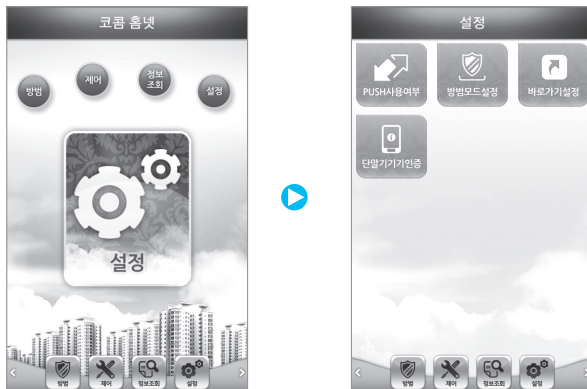 코콤 홈넷
방범
제어
정보
조회
설정
설정
방범
제어
정보조회
설정
설정
PUSH사용여부
방범모드설정
바로가기설정
단말기기인증
방범
제어
정보조회
설정